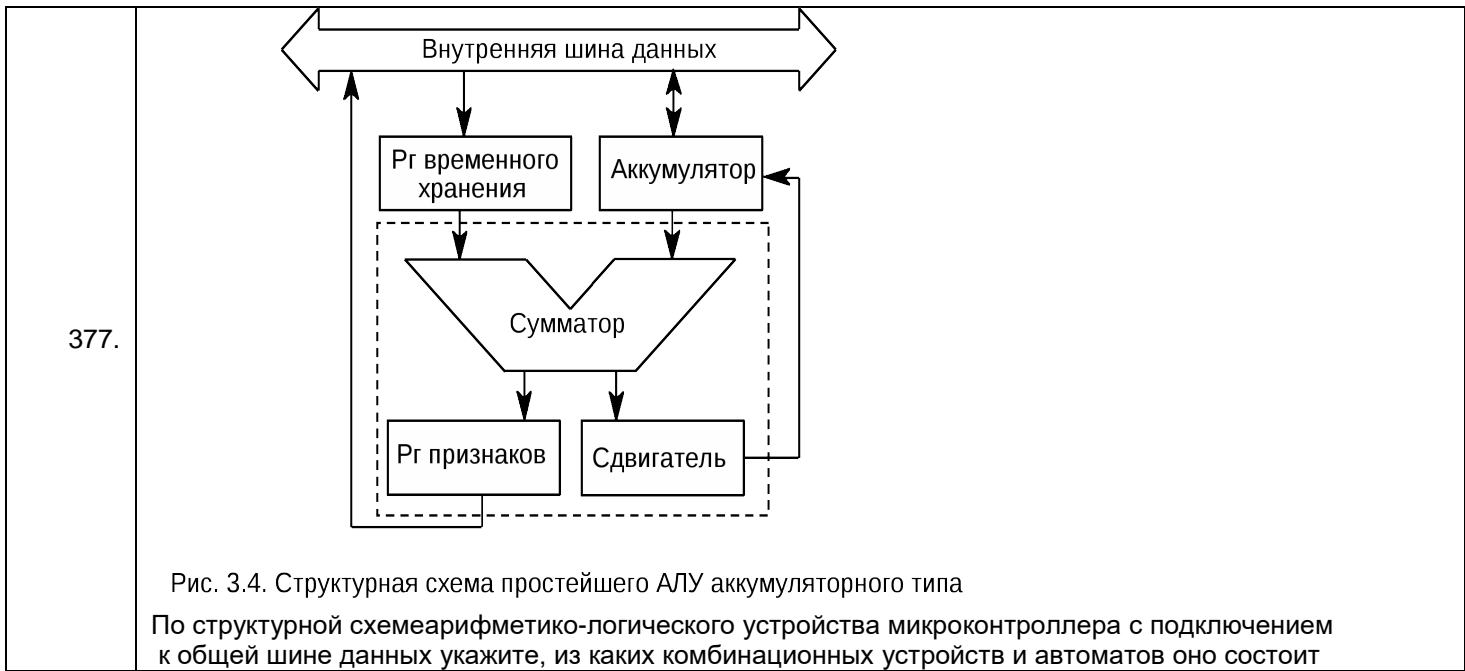 377.
Внутренняя шина данных
Рг временного
хранения
Аккумулятор
Сумматор
Рг признаков
Сдвигатель
Рис. 3.4. Структурная схема простейшего АЛУ аккумуляторного типа
По структурной схемеарифметико-логического устройства микроконтроллера с подключением
к общей шине данных укажите, из каких комбинационных устройств и автоматов оно состоит